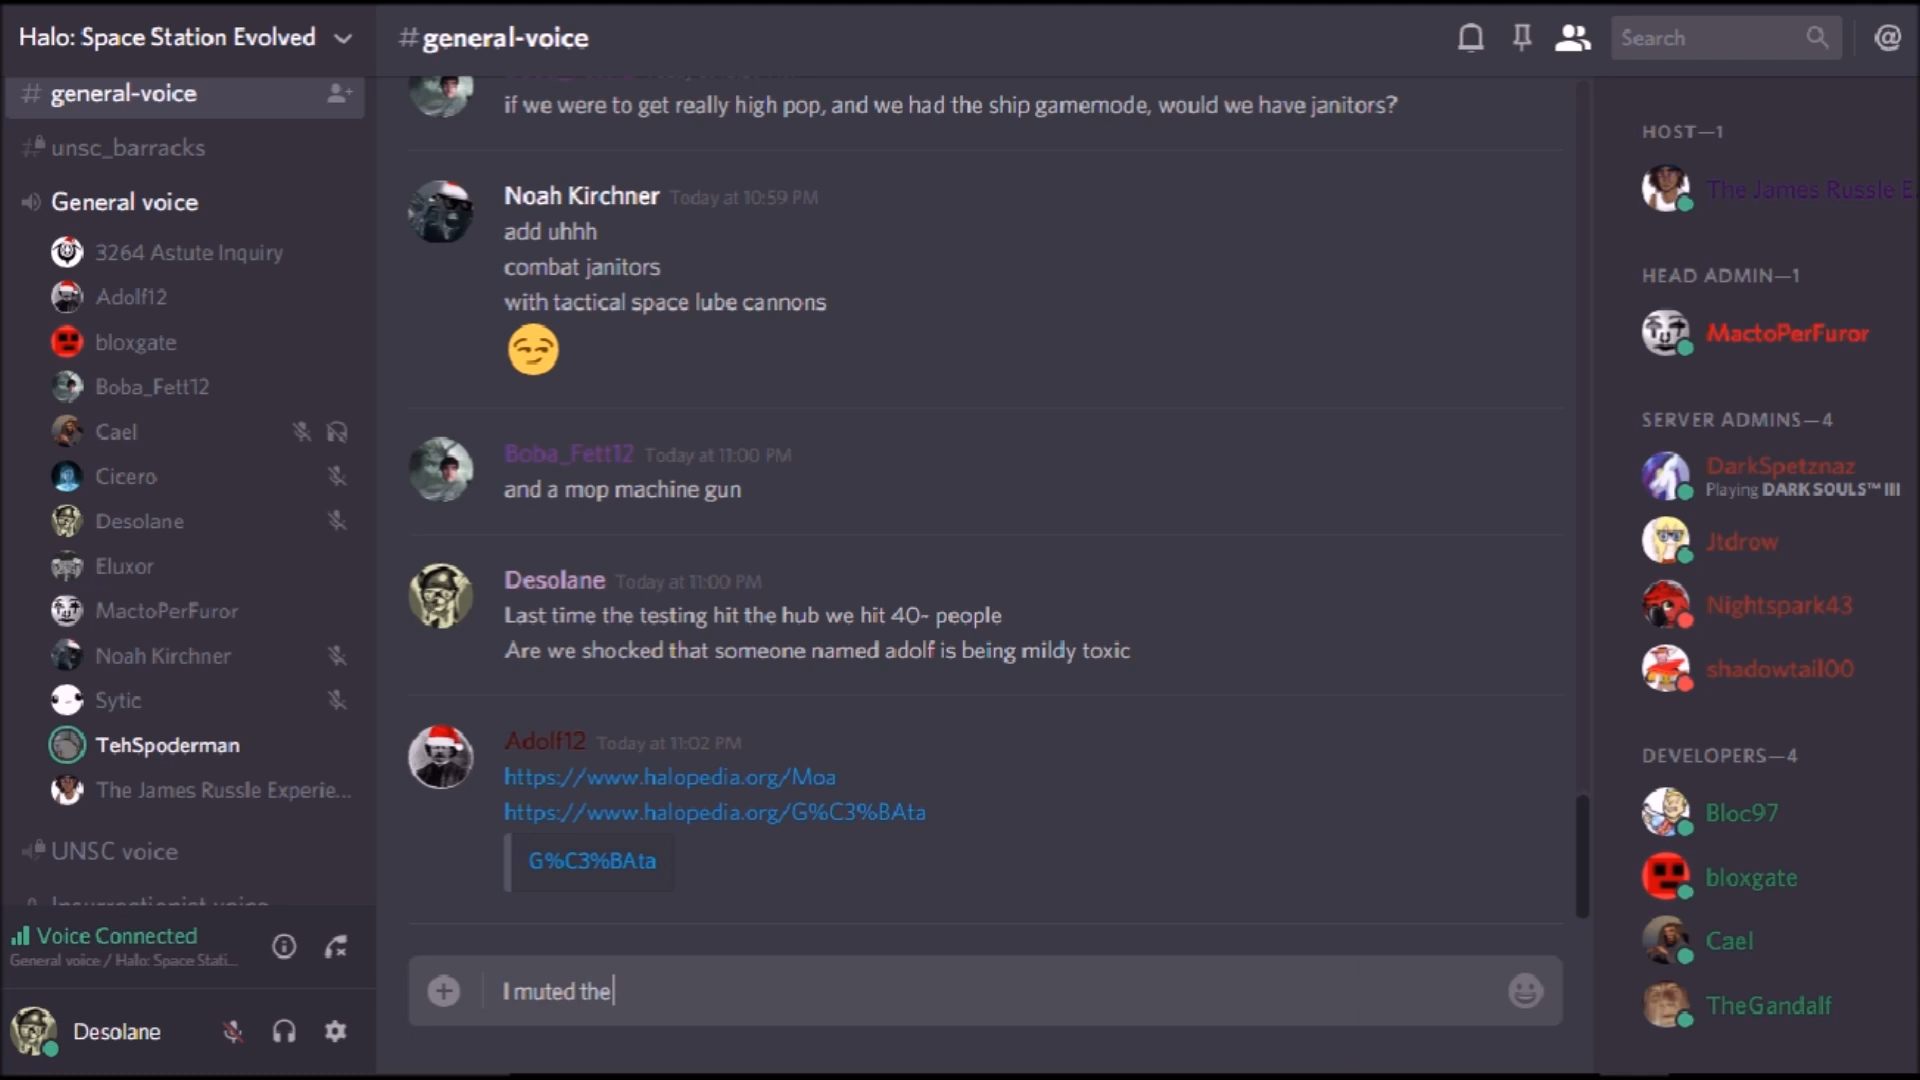 Halo: Space Station Evolved
# general-voice
unsc_barracks
General voice
3264 Astute Inquiry
Adolf12
bloxgate
Boba_Fett12
Cael
Cicero
Desolane
Eluxor
MactoPerFuror
Noah Kirchner
Sytic
TehSpoderman
The James Russle Experie...
UNSC voice
Insurrectionist voice
Voice Connected
General voice / Halo: Space Stati...
Desolane
#general-voice
Search
@
if we were to get really high pop, and we had the ship gamemode, would we have janitors?
Noah Kirchner Today at 10:59 PM
add uhhh
combat janitors
with tactical space lube cannons
Boba_Fett12 Today at 11:00 PM
and a mop machine gun
Desolane Today at 11:00 PM
Last time the testing hit the hub we hit 40~ people
Are we shocked that someone named adolf is being mildy toxic
Adolf12 Today at 11:02 PM
https://www.halopedia.org/Moa
https://www.halopedia.org/G%C3%BAta
G%C3%BAta
I muted the
HOST—1
The James Russle E...
HEAD ADMIN—1
MactoPerFuror
SERVER ADMINS—4
DarkSpetznaz
Playing DARK SOULS™ III
Jtdrow
Nightspark43
shadowtail00
DEVELOPERS—4
Bloc97
bloxgate
Cael
TheGandalf